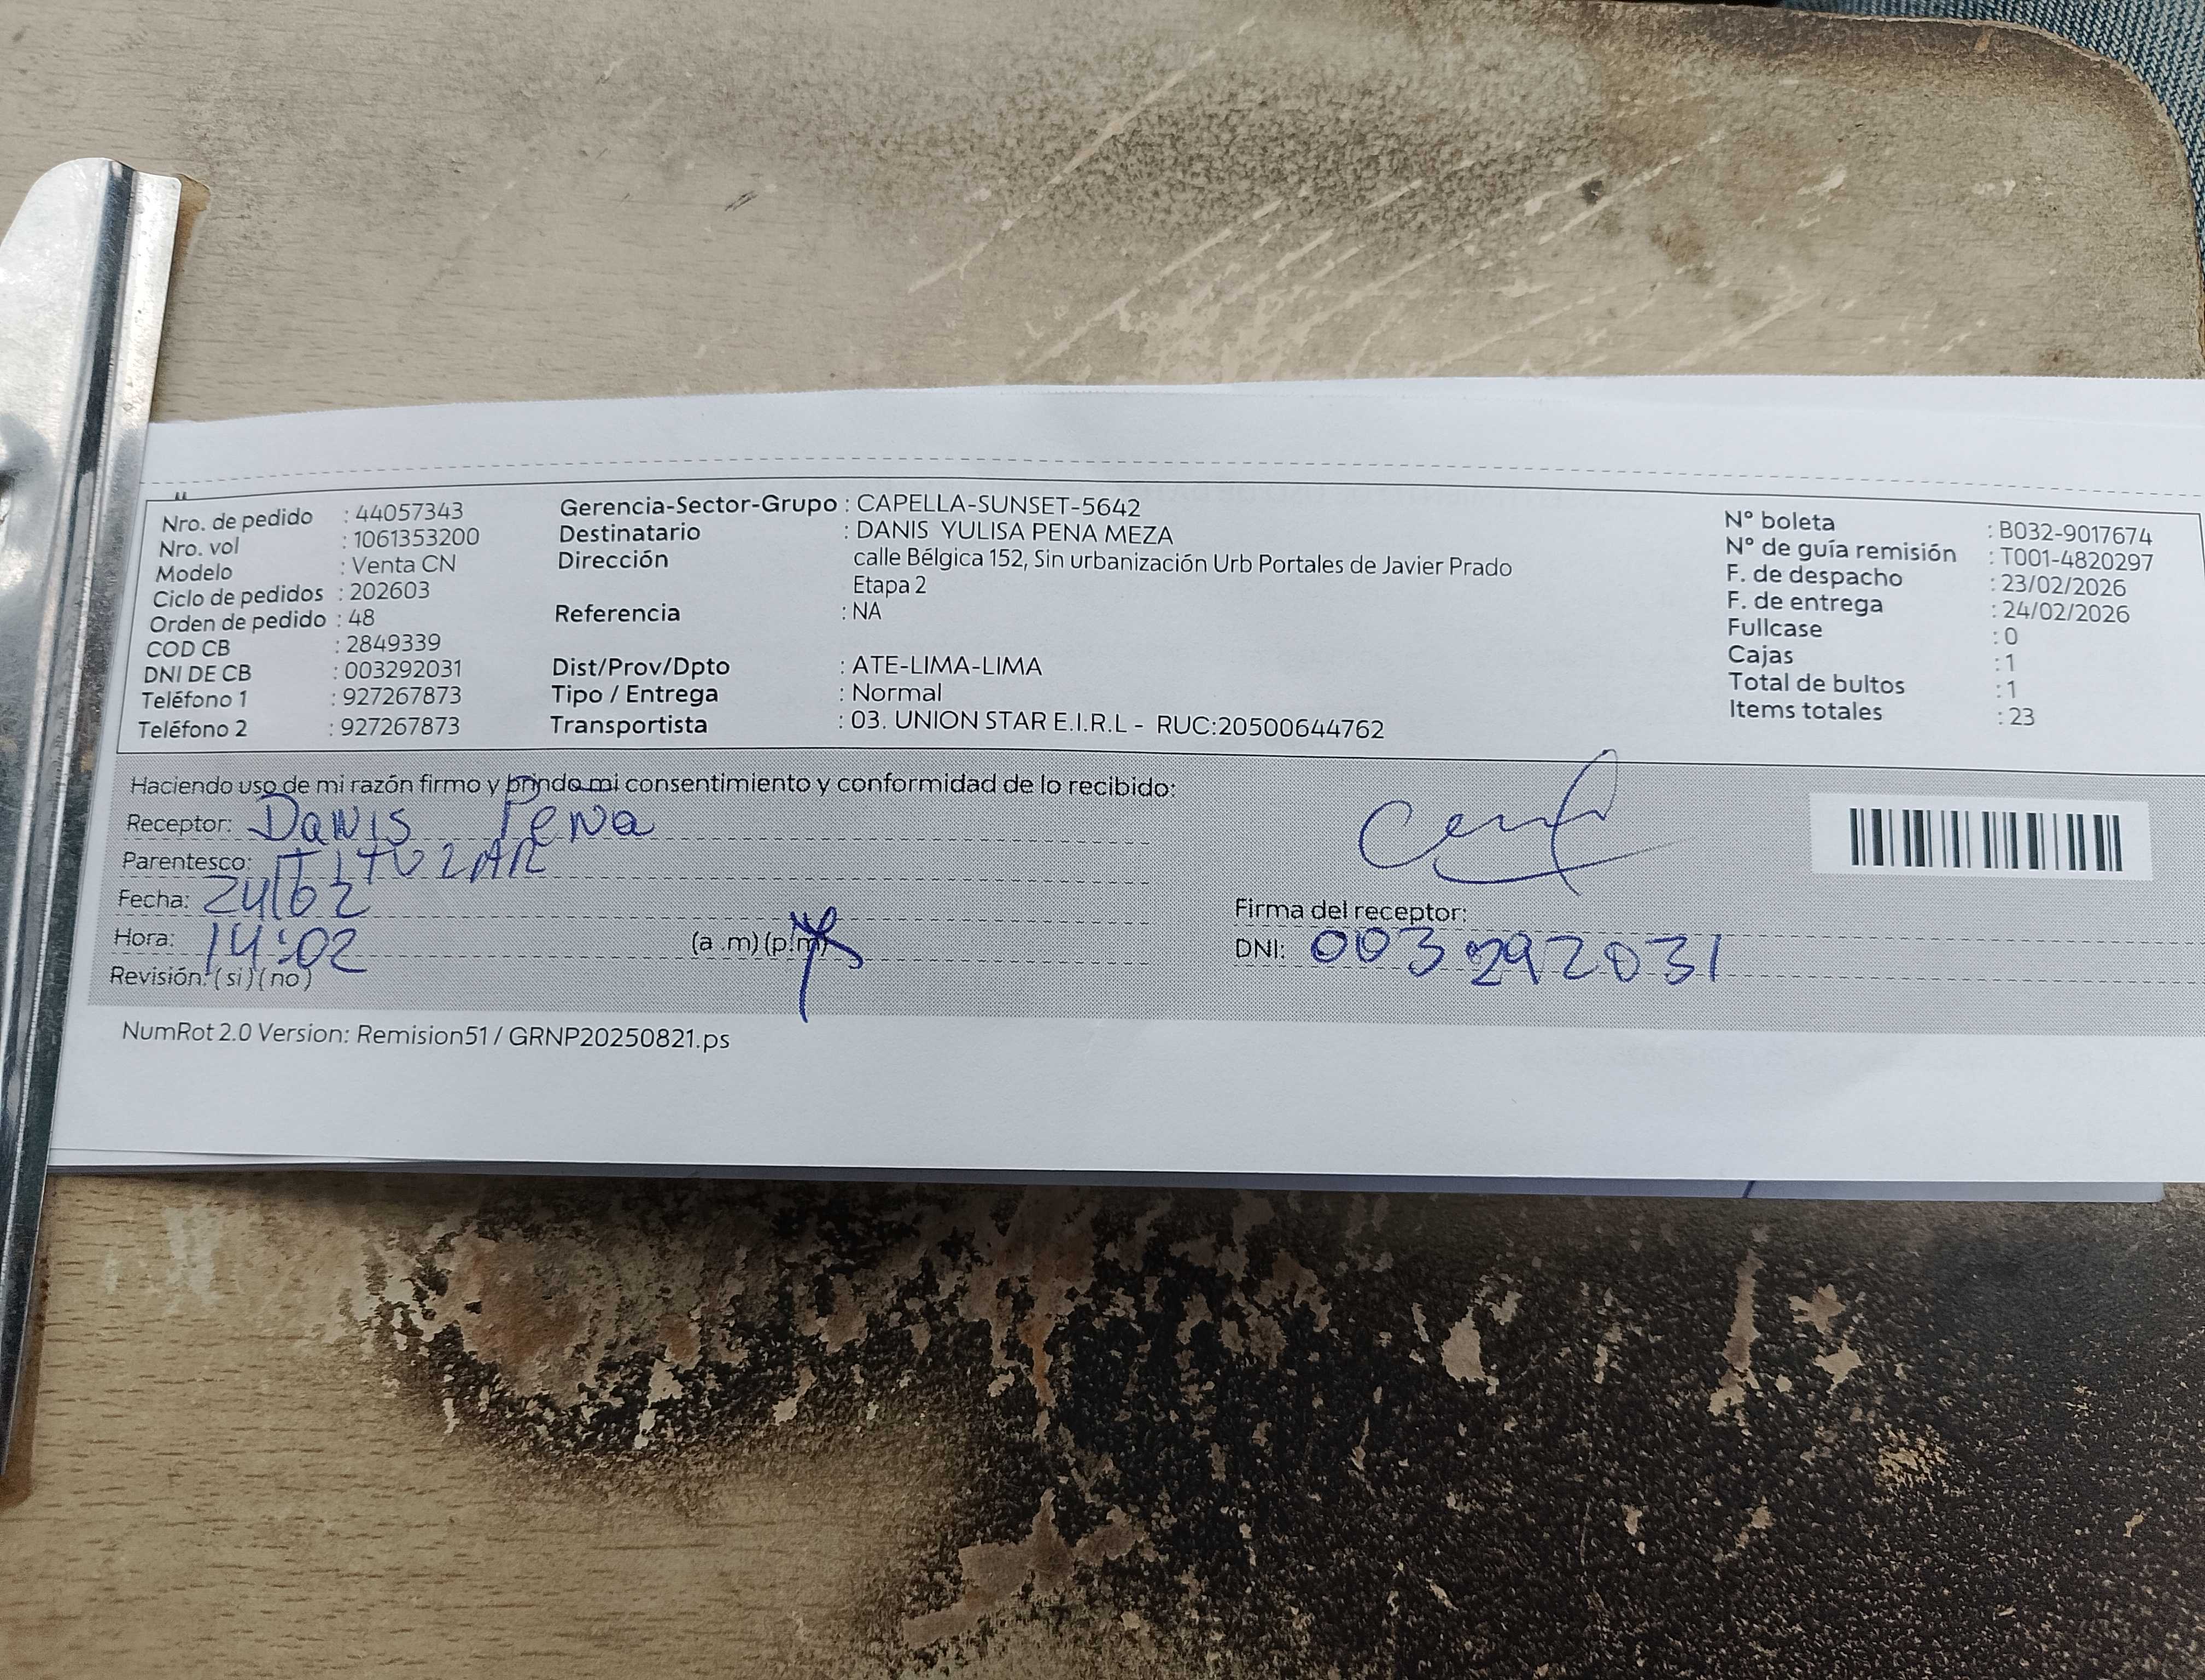 Nro. de pedido : 44057343
Nro. vol : 1061353200
Modelo : Venta CN
Ciclo de pedidos : 202603
Orden de pedido : 48
COD CB : 2849339
DNI DE CB : 003292031
Teléfono 1 : 927267873
Teléfono 2 : 927267873
Gerencia-Sector-Grupo : CAPELLA-SUNSET-5642
Destinatario : DANIS YULISA PENA MEZA
Dirección calle Bélgica 152, Sin urbanización Urb Portales de Javier Prado
Etapa 2
Referencia : NA
Dist/Prov/Dpto : ATE-LIMA-LIMA
Tipo / Entrega : Normal
Transportista : 03. UNION STAR E.I.R.L - RUC:20500644762
N° boleta : B032-9017674
N° de guía remisión : T001-4820297
F. de despacho : 23/02/2026
F. de entrega : 24/02/2026
Fullcase : 0
Cajas : 1
Total de bultos : 1
Items totales : 23
Haciendo uso de mi razón firmo y brindo mi consentimiento y conformidad de lo recibido:
Receptor: Danis Pena
Parentesco: TITULAR
Fecha: 24/02
Hora: 14:02 (a .m) (p.m)
Revisión: (si) (no)
Firma del receptor:
DNI: 003292031
NumRot 2.0 Version: Remision51 / GRNP20250821.ps